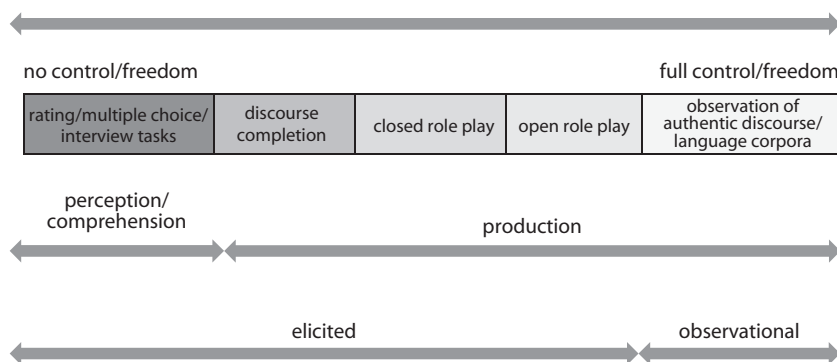 no control/freedom
full control/freedom
rating/multiple choice/
interview tasks
discourse
completion
closed role play
open role play
observation of
authentic discourse/
language corpora
perception/
comprehension
production
elicited
observational